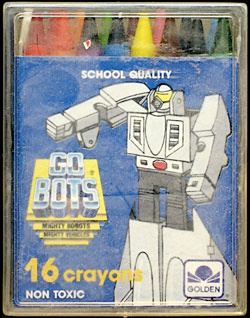 SCHOOL QUALITY
GO
BOTS
MIGHTY ROBOTS
MIGHTY VEHICLES
16 crayons
NON TOXIC
GOLDEN